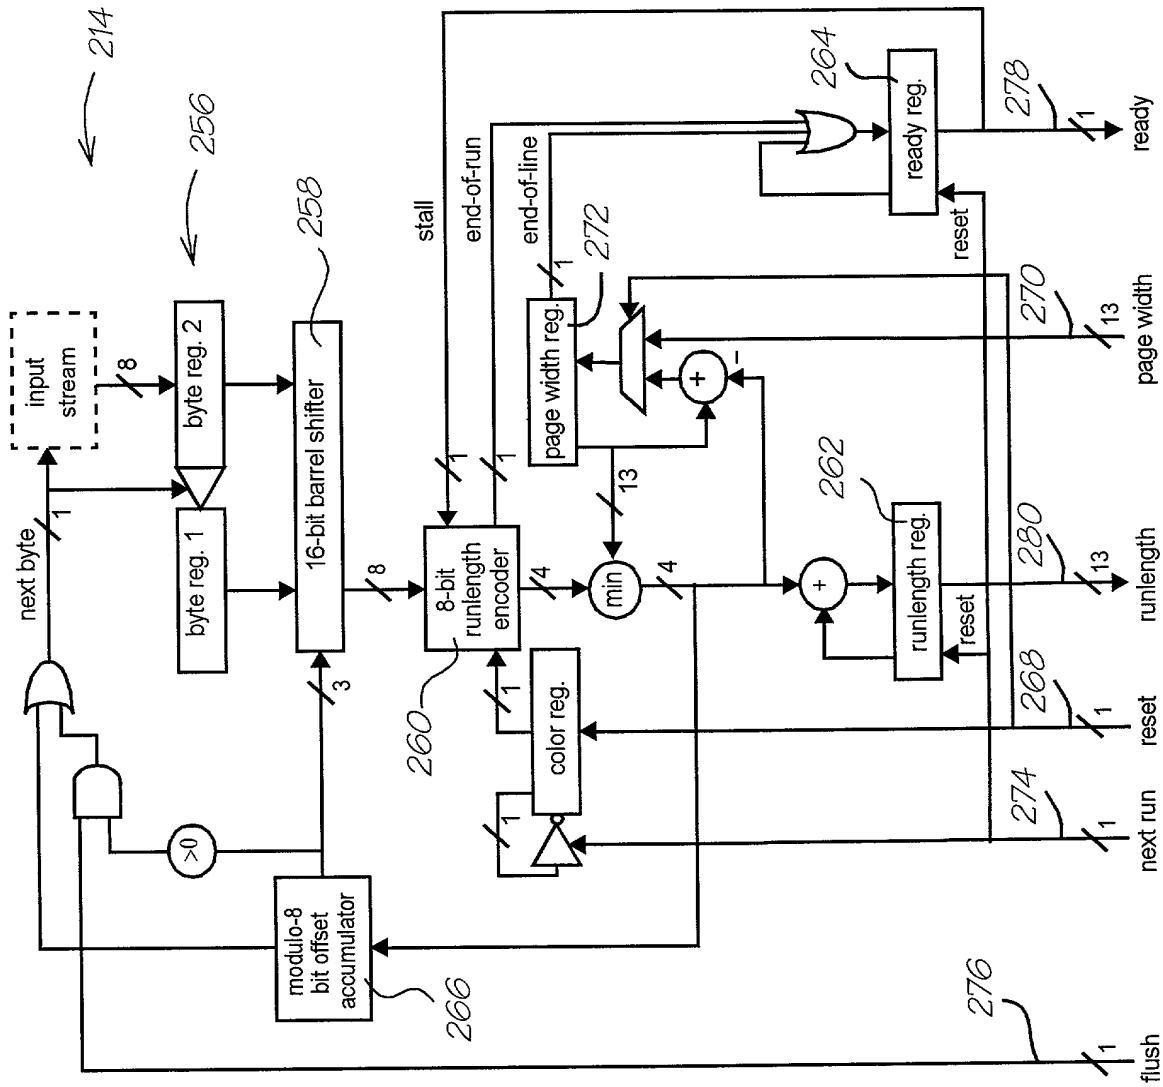 214
256
input
stream
8
byte reg. 2
byte reg. 1
next byte
1
258
16-bit barrel shifter
8
3
>0
modulo-8
bit offset
accumulator
266
stall
1
end-of-run
1
end-of-line
1
8-bit
runlength
encoder
260
4
min
4
13
1
color reg.
1
page width reg.
272
+
−
+
262
runlength reg.
reset
264
ready reg.
reset
278
1
ready
270
13
page width
280
13
runlength
268
1
reset
274
1
next run
276
1
flush